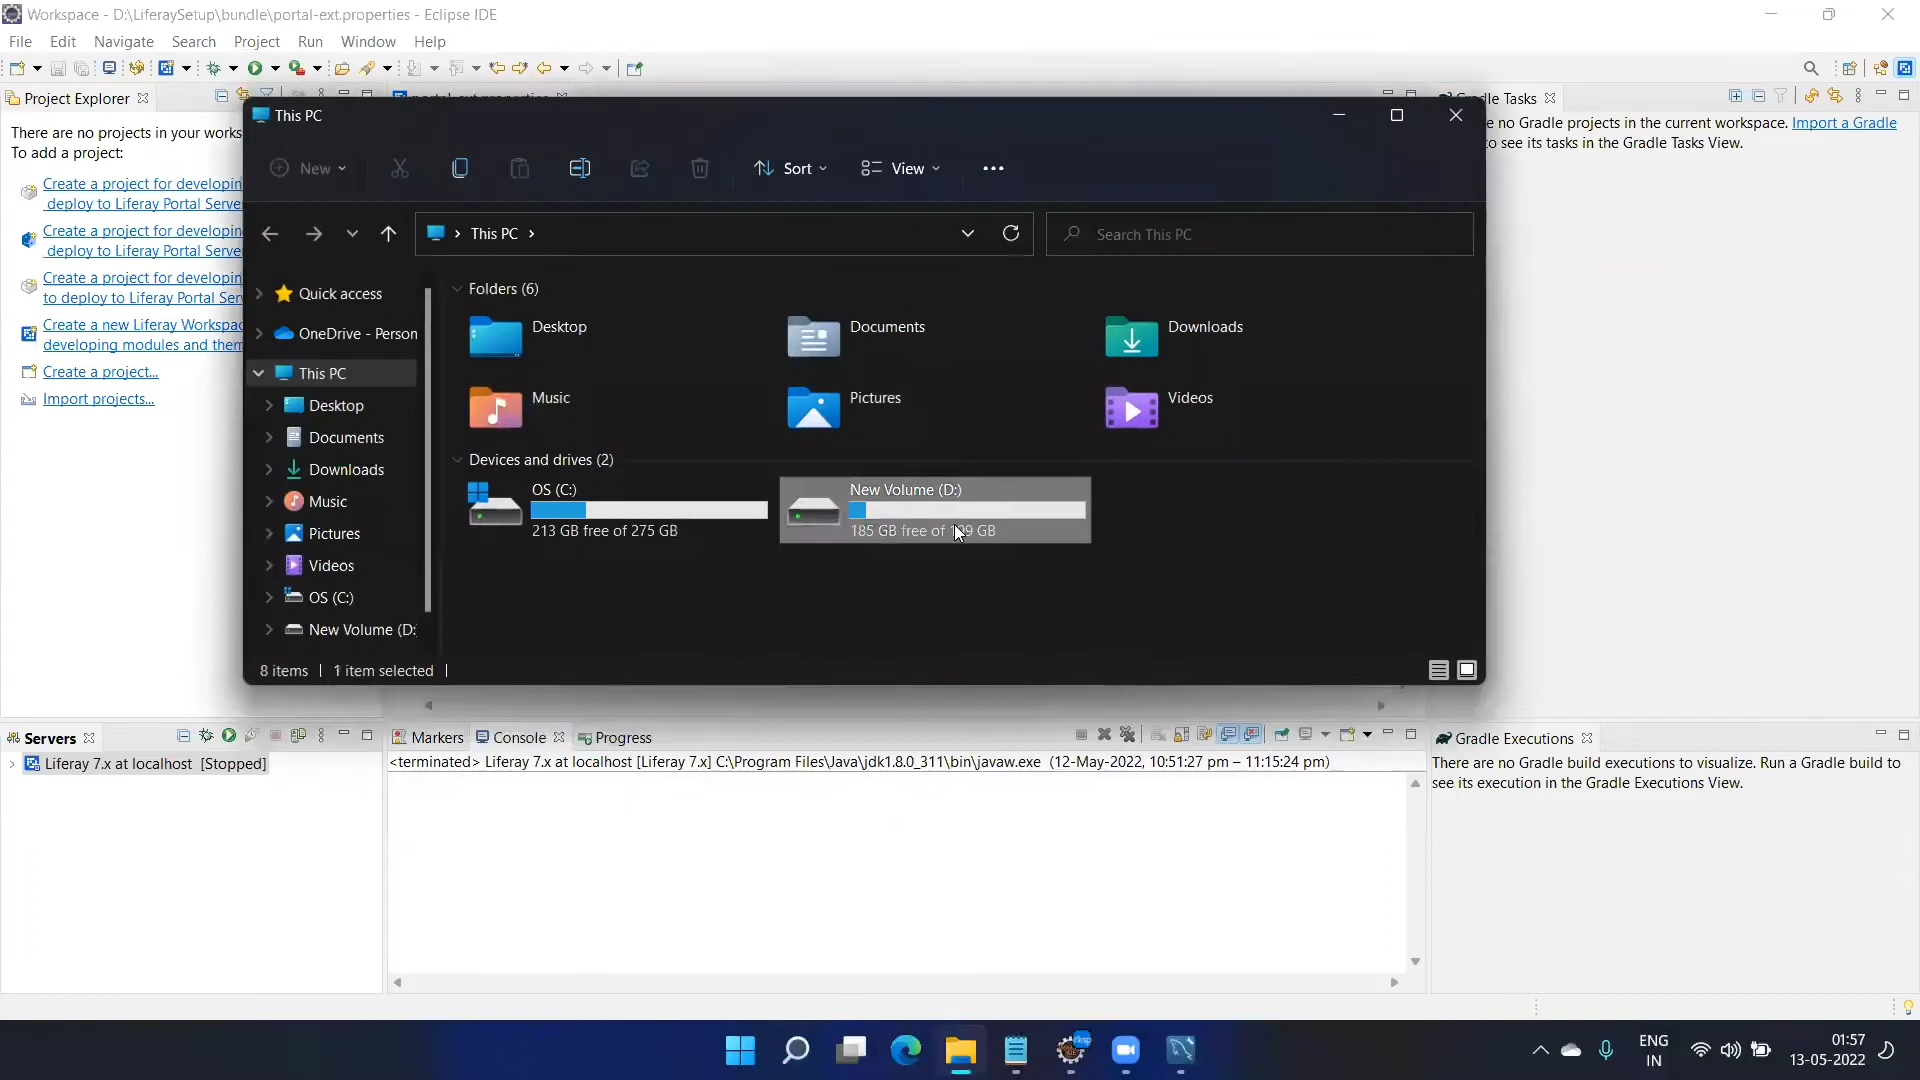 Workspace - D:\LiferaySetup\bundle\portal-ext.properties - Eclipse IDE
File Edit Navigate Search Project Run Window Help
Project Explorer
There are no projects in your works
To add a project:
Create a project for developin
deploy to Liferay Portal Serve
Create a project for developin
deploy to Liferay Portal Serve
Create a project for developin
to deploy to Liferay Portal Ser
Create a new Liferay Workspac
developing modules and them
Create a project...
Import projects...
This PC
New Sort View
This PC
Search This PC
Quick access
OneDrive - Person
This PC
Desktop
Documents
Downloads
Music
Pictures
Videos
OS (C:)
New Volume (D:
Folders (6)
Desktop
Documents
Downloads
Music
Pictures
Videos
Devices and drives (2)
OS (C:)
213 GB free of 275 GB
New Volume (D:)
185 GB free of
GB
8 items 1 item selected
dle Tasks
e no Gradle projects in the current workspace. Import a Gradle
to see its tasks in the Gradle Tasks View.
Servers
Liferay 7.x at localhost [Stopped]
Markers Console Progress
<terminated> Liferay 7.x at localhost [Liferay 7.x] C:\Program Files\Java\jdk1.8.0_311\bin\javaw.exe (12-May-2022, 10:51:27 pm – 11:15:24 pm)
Gradle Executions
There are no Gradle build executions to visualize. Run a Gradle build to
see its execution in the Gradle Executions View.
ENG
IN
01:57
13-05-2022